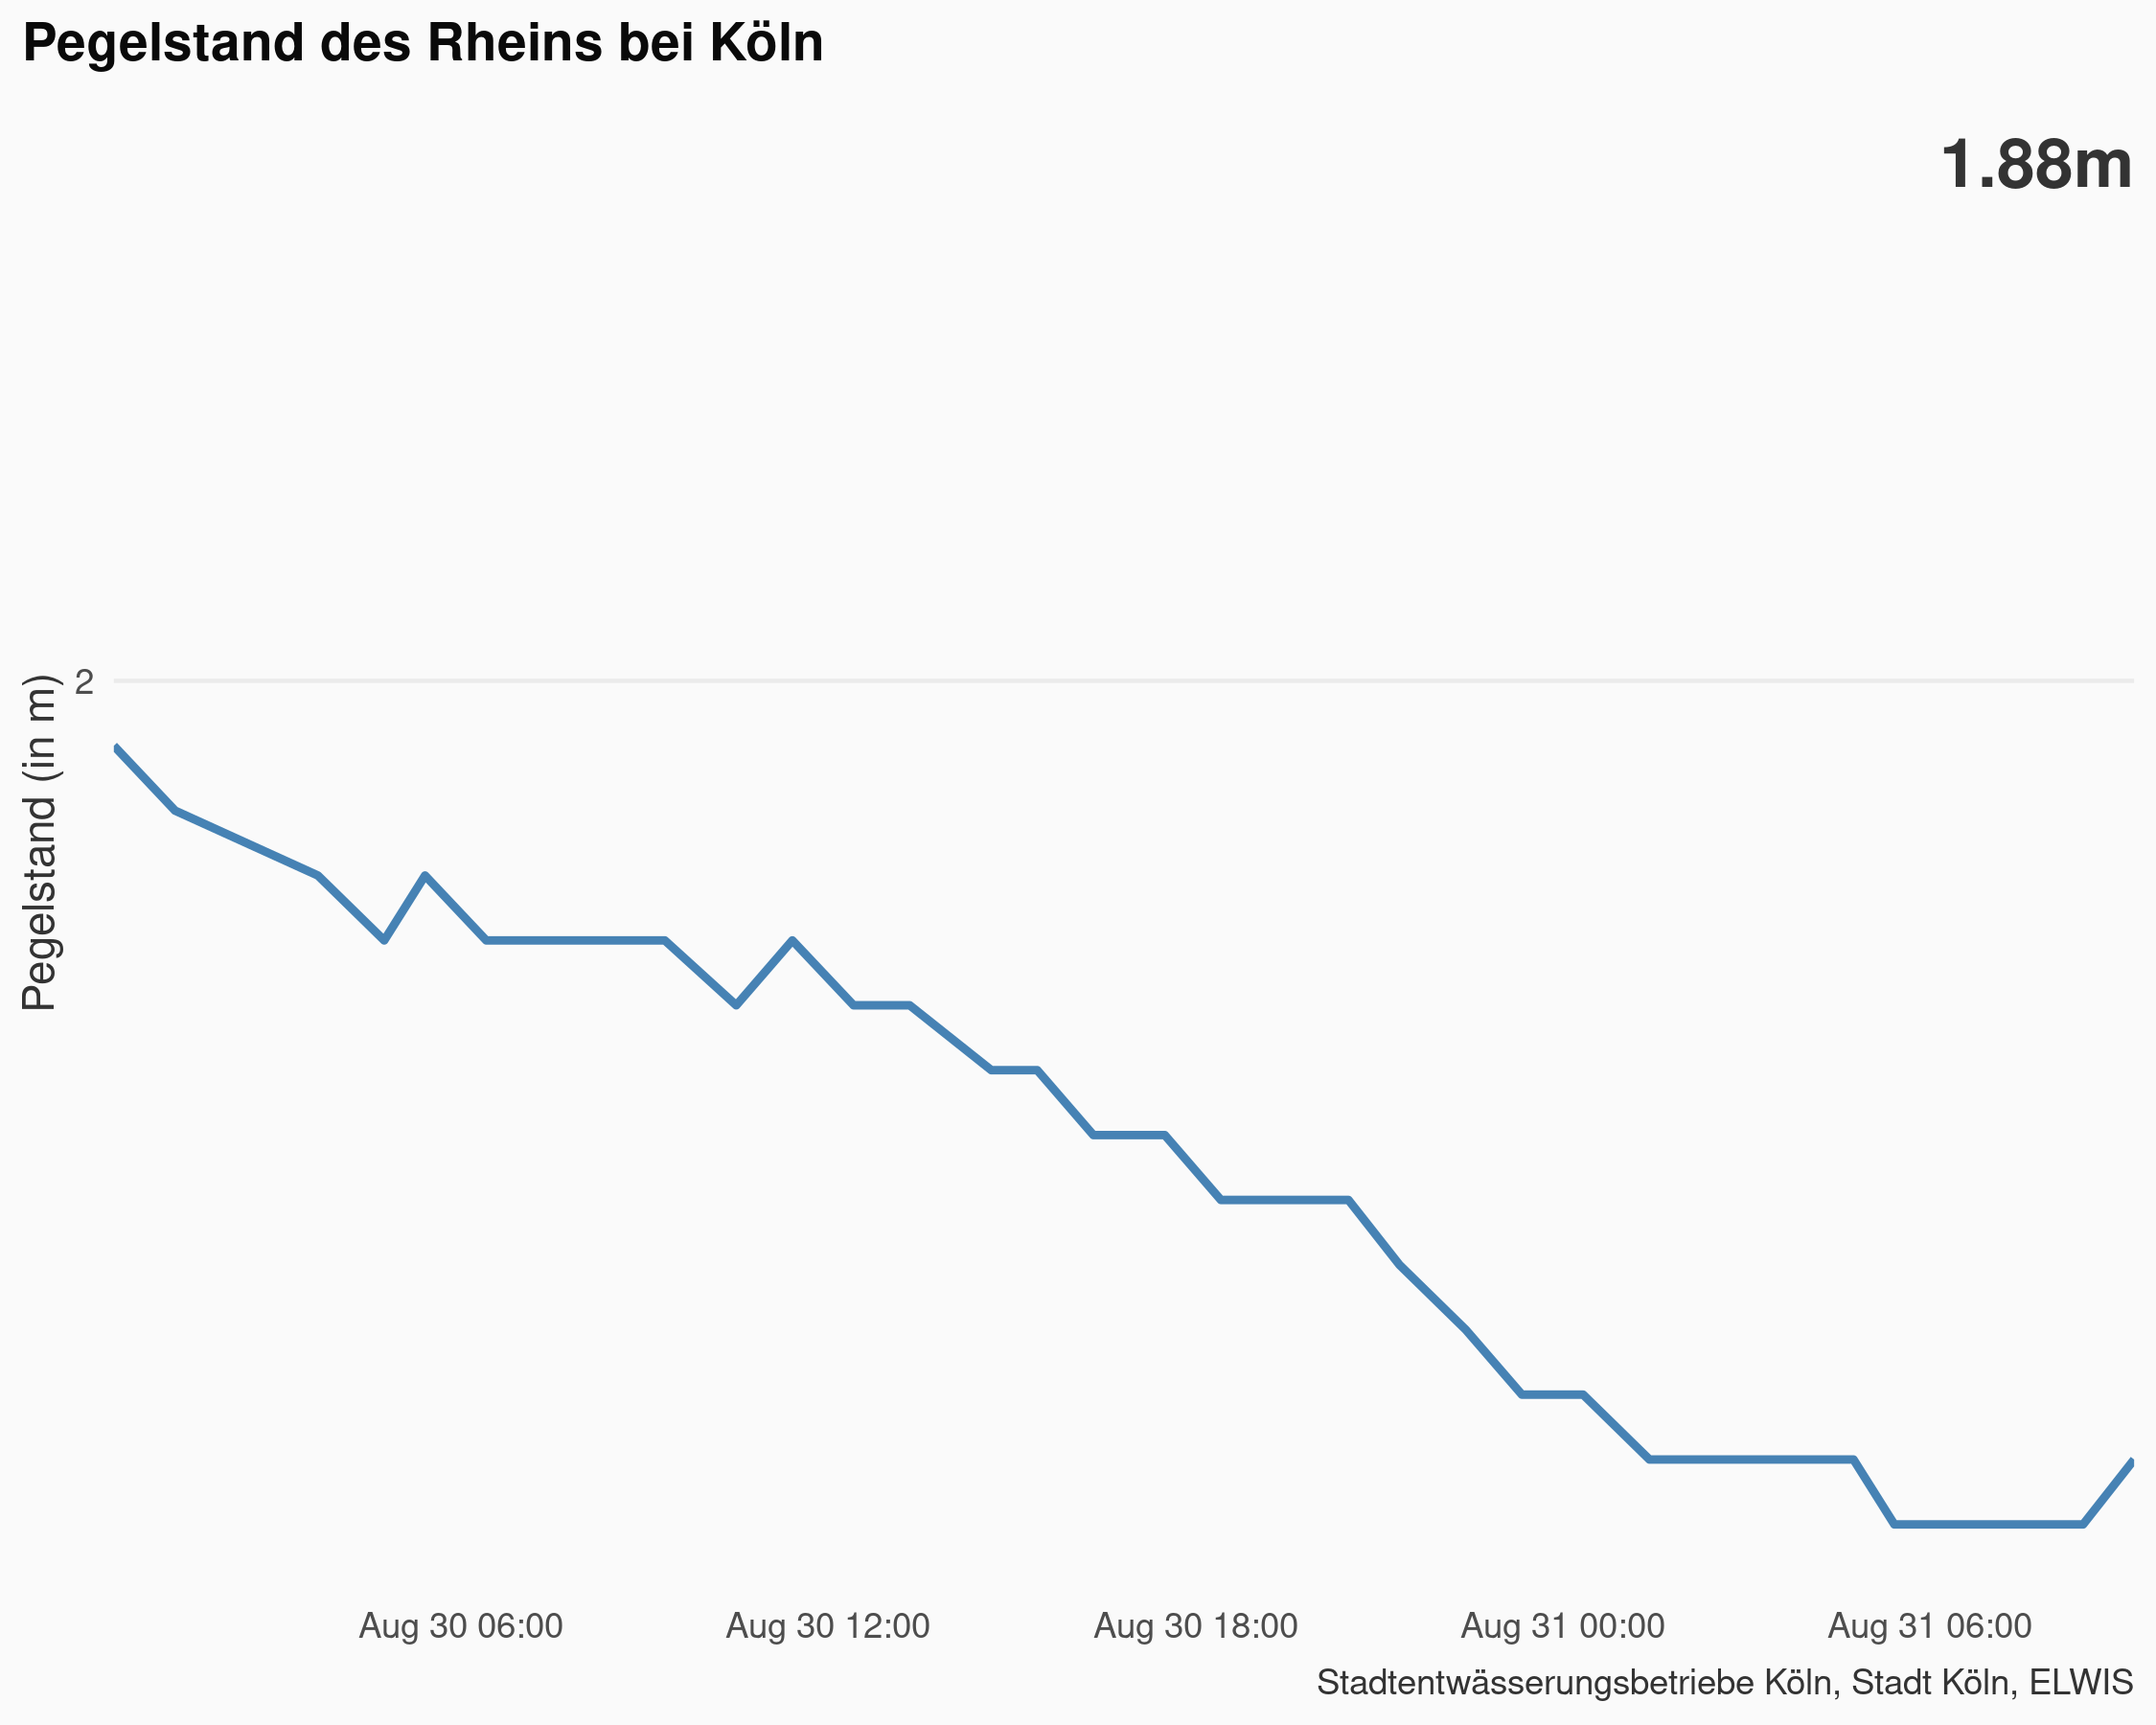 Pegelstand des Rheins bei Köln
1.88m
Pegelstand (in m)
2
Aug 30 06:00
Aug 30 12:00
Aug 30 18:00
Aug 31 00:00
Aug 31 06:00
Stadtentwässerungsbetriebe Köln, Stadt Köln, ELWIS